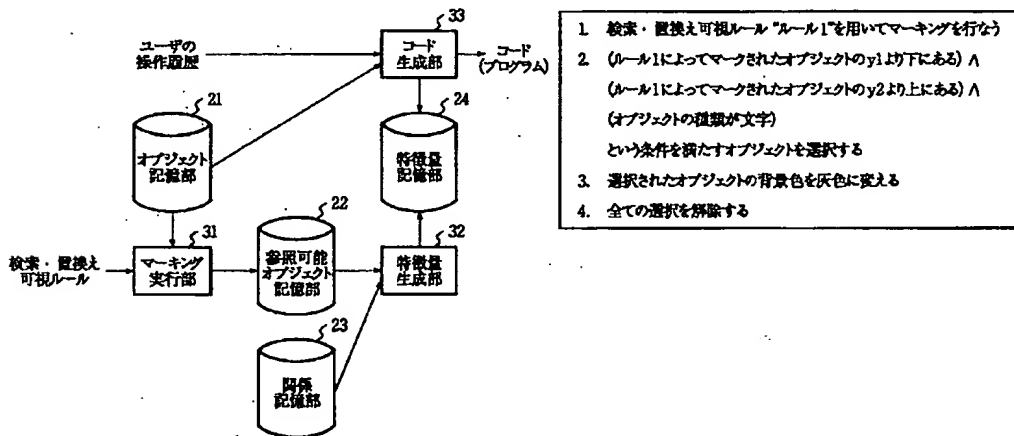 33
ユーザの
操作履歴
コード
生成部
コード
(プログラム)
21
24
オブジェクト
記憶部
特徴量
記憶部
22
31
32
検索・置換え
可視ルール
マーキング
実行部
参照可能
オブジェクト
記憶部
特徴量
生成部
23
関係
記憶部
1. 検索・置換え可視ルール "ルール1"を用いてマーキングを行なう
2. (ルール1によってマークされたオブジェクトのy1より下にある) ∧
(ルール1によってマークされたオブジェクトのy2より上にある) ∧
(オブジェクトの種類が文字)
という条件を満たすオブジェクトを選択する
3. 選択されたオブジェクトの背景色を灰色に変える
4. 全ての選択を解除する